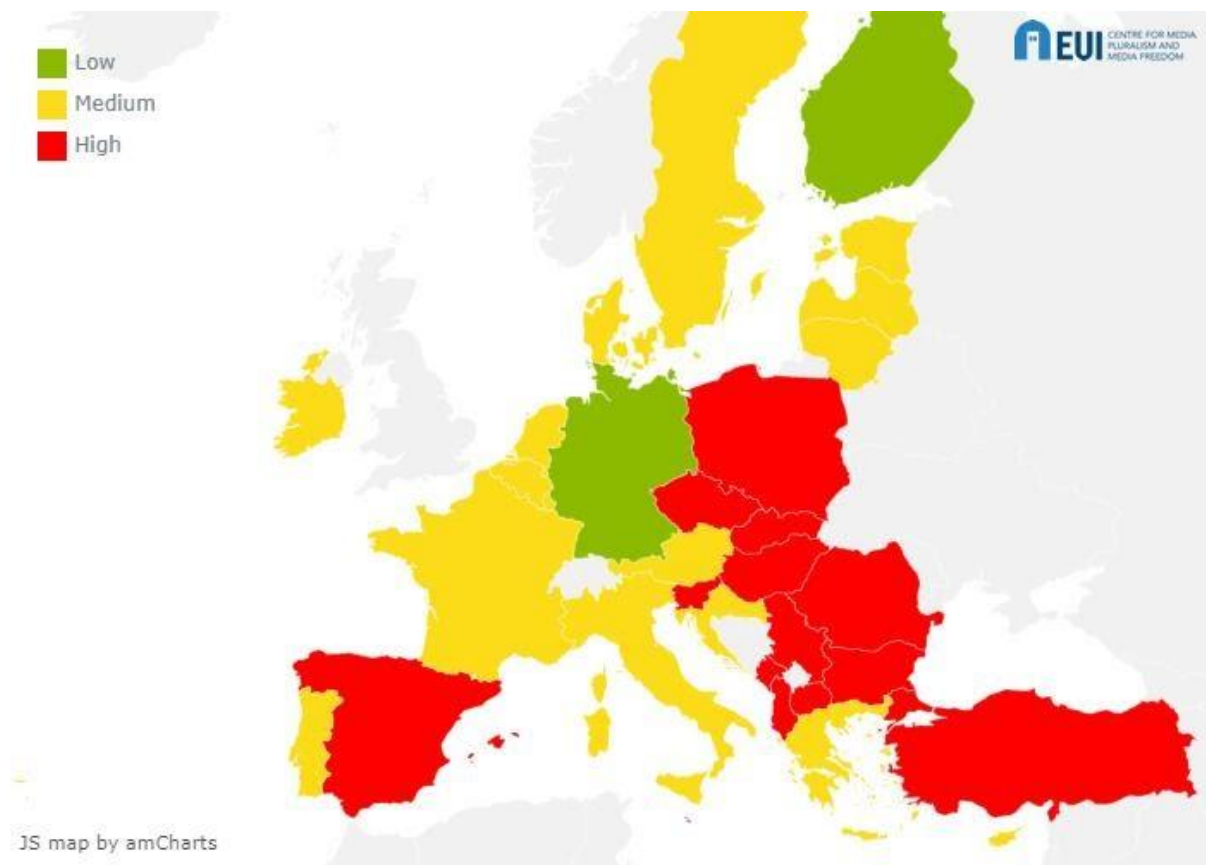 Low
Medium
High
EUI
CENTRE FOR MEDIA
PLURALISM AND
MEDIA FREEDOM
JS map by amCharts